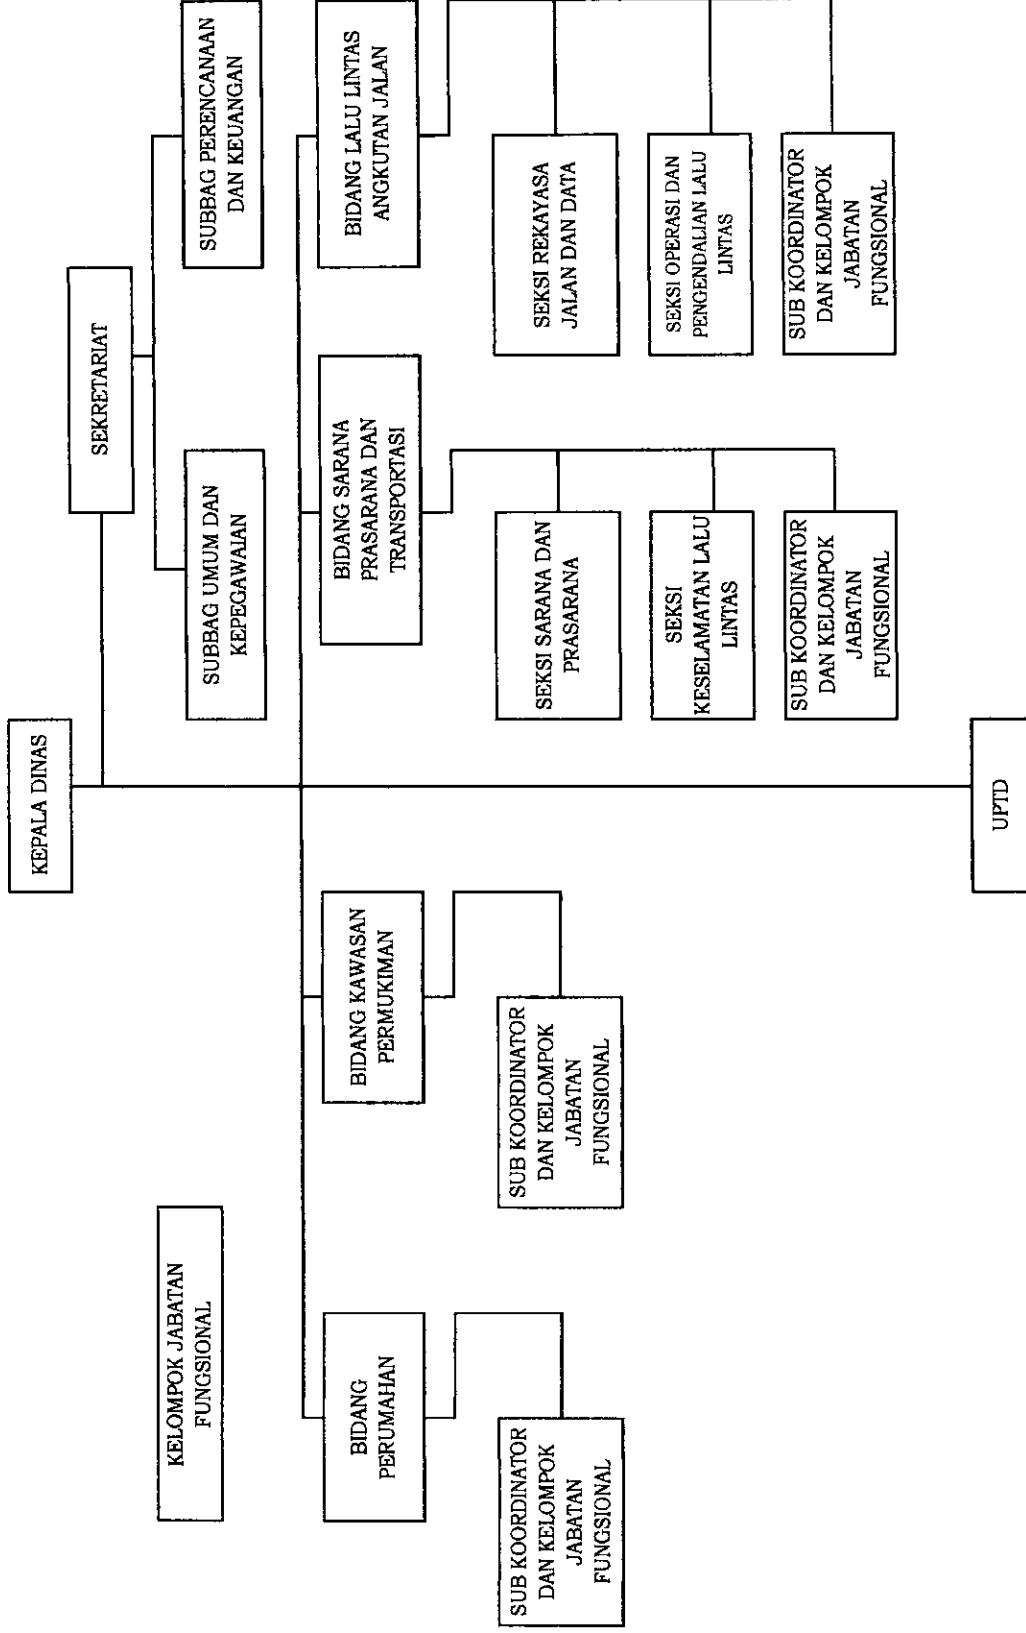 KEPALA DINAS
SEKRETARIAT
KELOMPOK JABATAN
FUNGSIONAL
SUBBAG UMUM DAN
KEPEGAWAIAN
SUBBAG PERENCANAAN
DAN KEUANGAN
BIDANG
PERUMAHAN
BIDANG KAWASAN
PERMUKIMAN
BIDANG SARANA
PRASARANA DAN
TRANSPORTASI
BIDANG LALU LINTAS
ANGKUTAN JALAN
SUB KOORDINATOR
DAN KELOMPOK
JABATAN
FUNGSIONAL
SUB KOORDINATOR
DAN KELOMPOK
JABATAN
FUNGSIONAL
SEKSI SARANA DAN
PRASARANA
SEKSI REKAYASA
JALAN DAN DATA
SEKSI
KESELAMATAN LALU
LINTAS
SEKSI OPERASI DAN
PENGENDALIAN LALU
LINTAS
SUB KOORDINATOR
DAN KELOMPOK
JABATAN
FUNGSIONAL
SUB KOORDINATOR
DAN KELOMPOK
JABATAN
FUNGSIONAL
UPTD